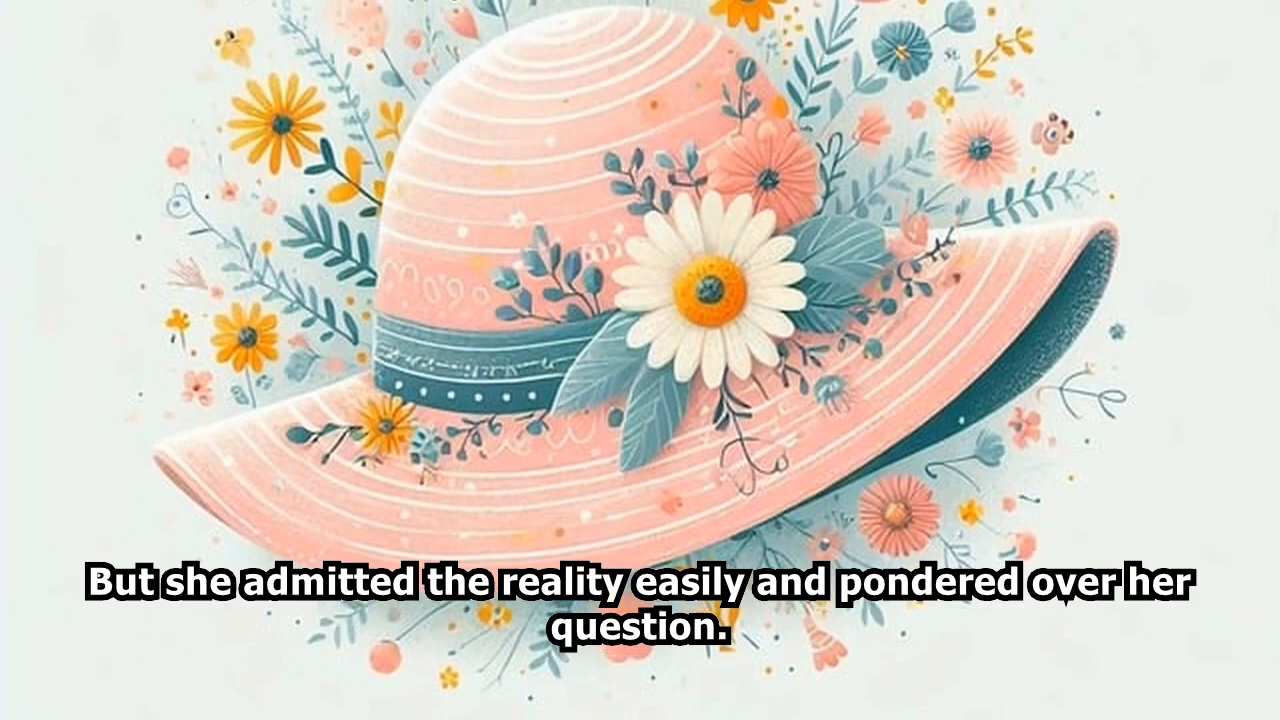 But she admitted the reality easily and pondered over her
question.